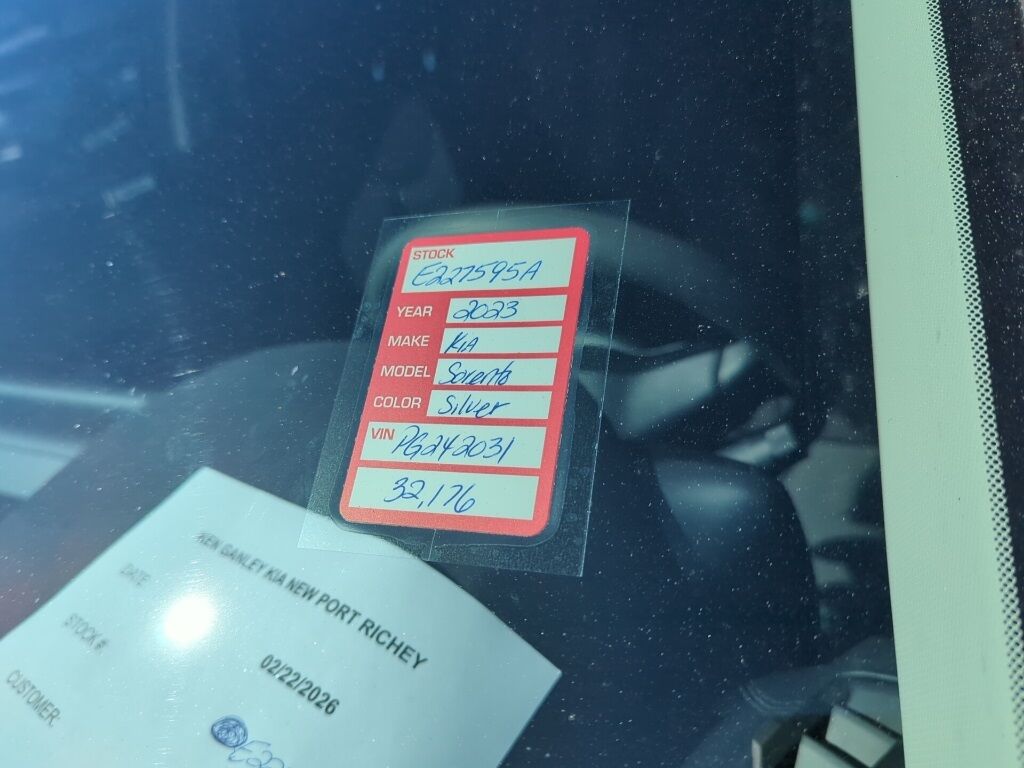 STOCK
E227595A
YEAR 2023
MAKE KIA
MODEL Sorento
COLOR Silver
VIN PG242031
32,176
KEN GANLEY KIA NEW PORT RICHEY
DATE 02/22/2026
STOCK # E22
CUSTOMER: